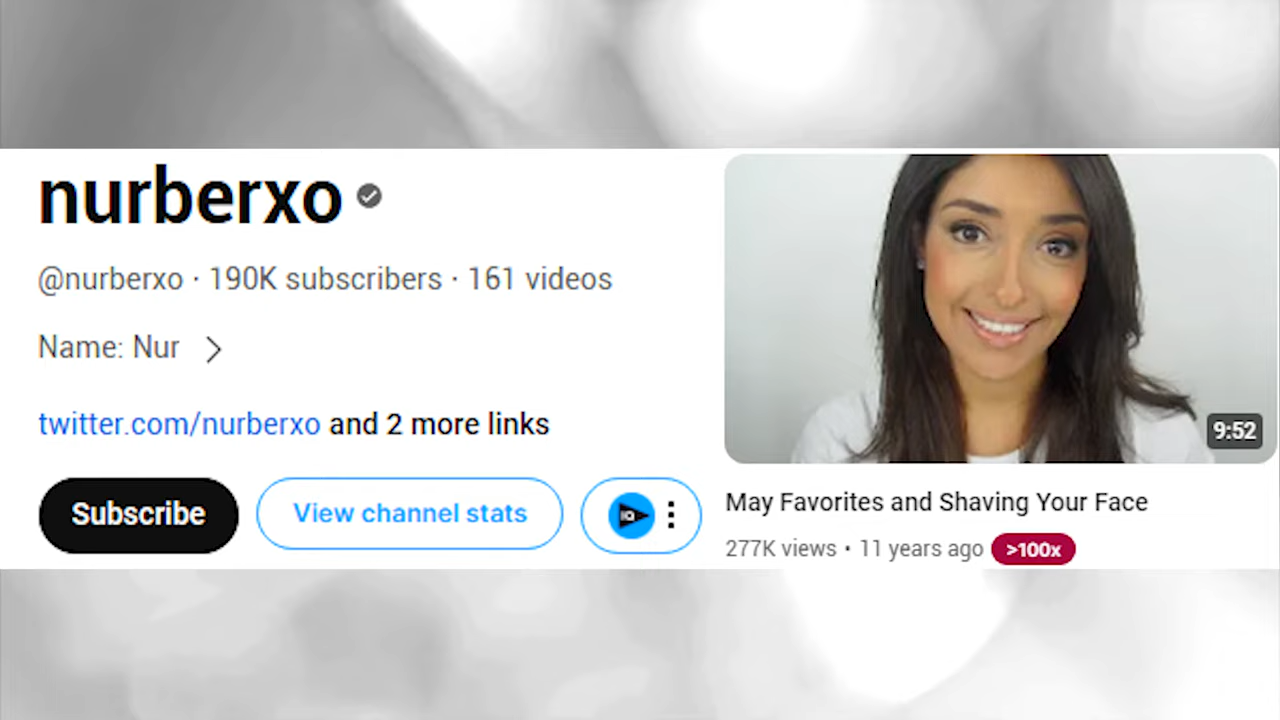 nurberxo
@nurberxo · 190K subscribers · 161 videos
Name: Nur
twitter.com/nurberxo and 2 more links
Subscribe
View channel stats
IQ
9:52
May Favorites and Shaving Your Face
277K views • 11 years ago >100x